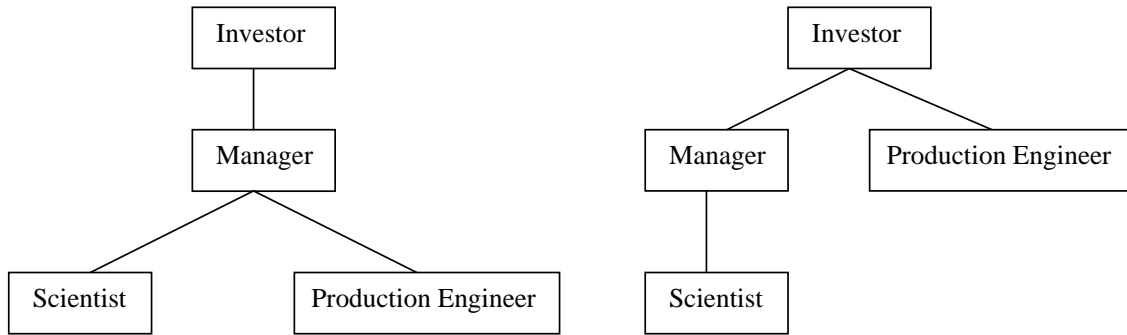 Investor
Manager
Scientist
Production Engineer
Investor
Manager
Production Engineer
Scientist